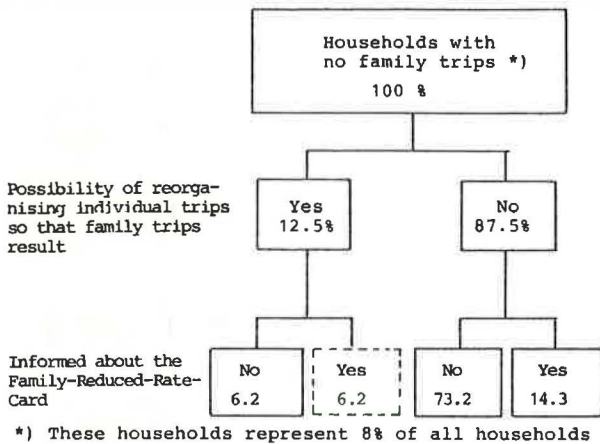 Households with
no family trips *)
100 %
Possibility of reorga-
nising individual trips
so that family trips
result
Yes
12.5%
No
87.5%
Informed about the
Family-Reduced-Rate-
Card
No
6.2
Yes
6.2
No
73.2
Yes
14.3
*) These households represent 8% of all households